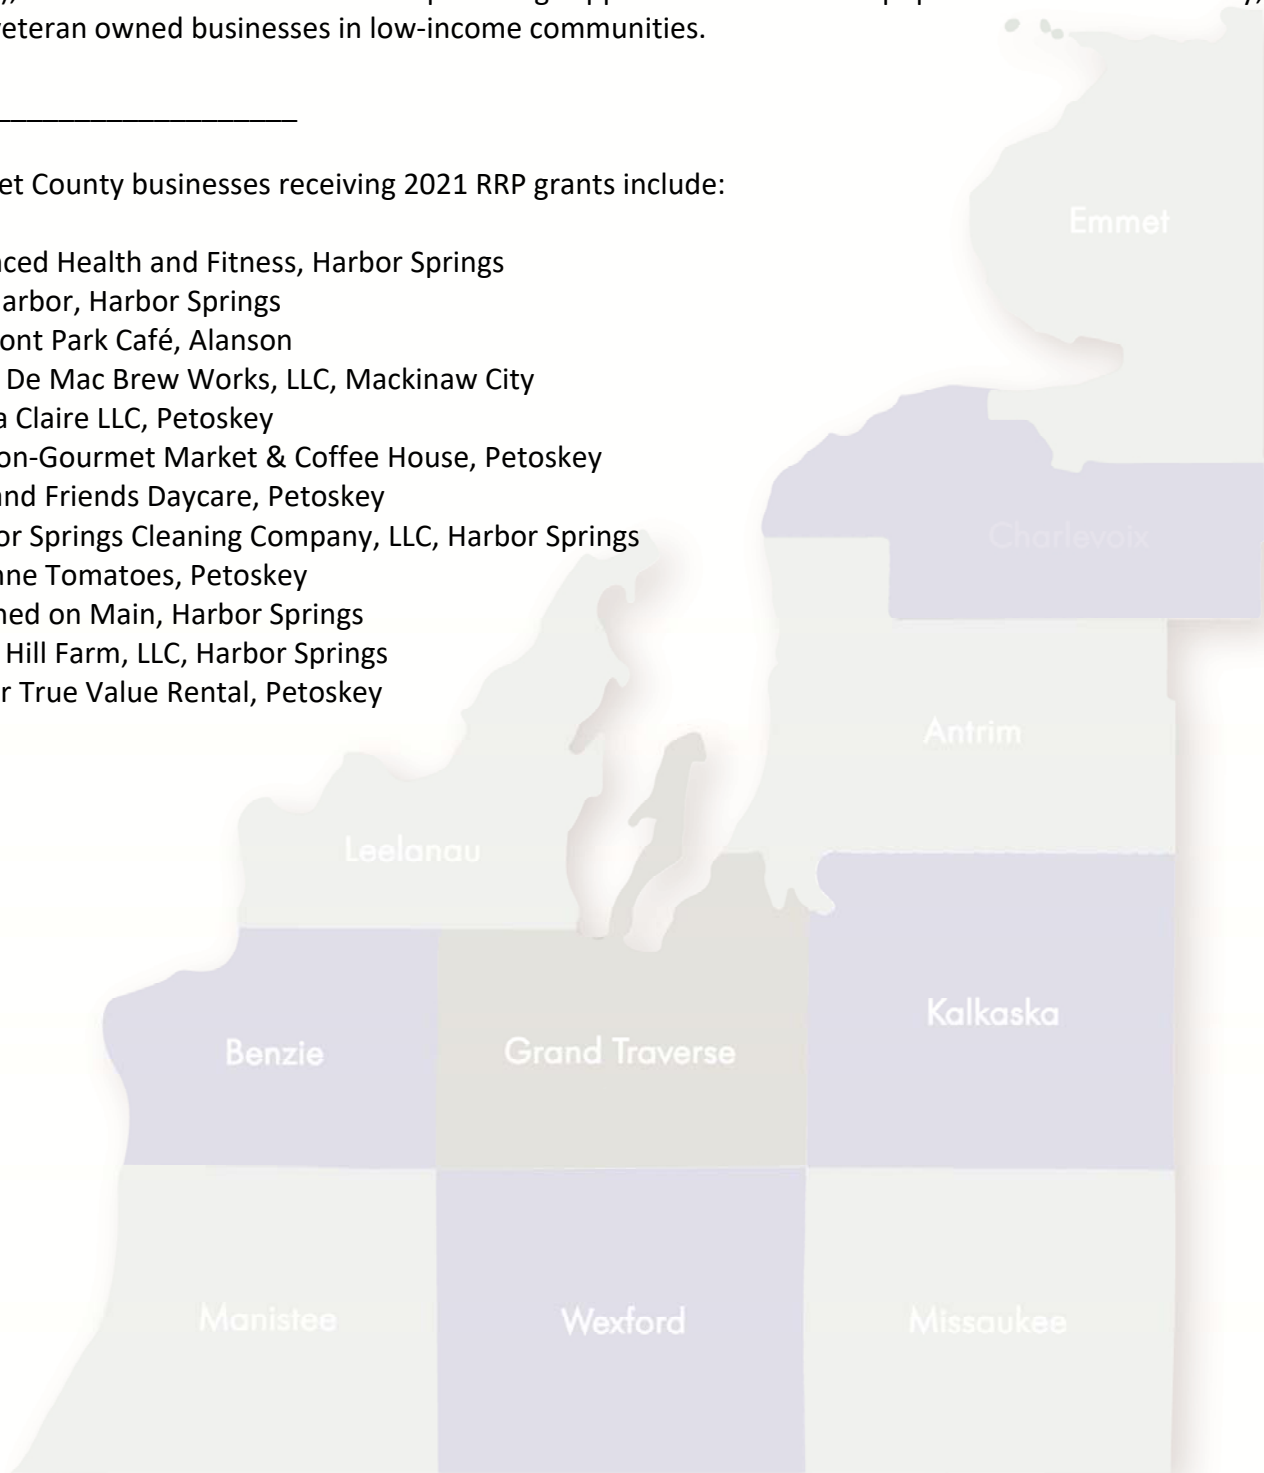 veteran owned businesses in low-income communities.
___________________
et County businesses receiving 2021 RRP grants include:
nced Health and Fitness, Harbor Springs
arbor, Harbor Springs
ont Park Café, Alanson
De Mac Brew Works, LLC, Mackinaw City
a Claire LLC, Petoskey
on-Gourmet Market & Coffee House, Petoskey
and Friends Daycare, Petoskey
or Springs Cleaning Company, LLC, Harbor Springs
nne Tomatoes, Petoskey
ned on Main, Harbor Springs
Hill Farm, LLC, Harbor Springs
r True Value Rental, Petoskey
Emmet
Charlevoix
Antrim
Leelanau
Kalkaska
Benzie
Grand Traverse
Manistee
Wexford
Missaukee